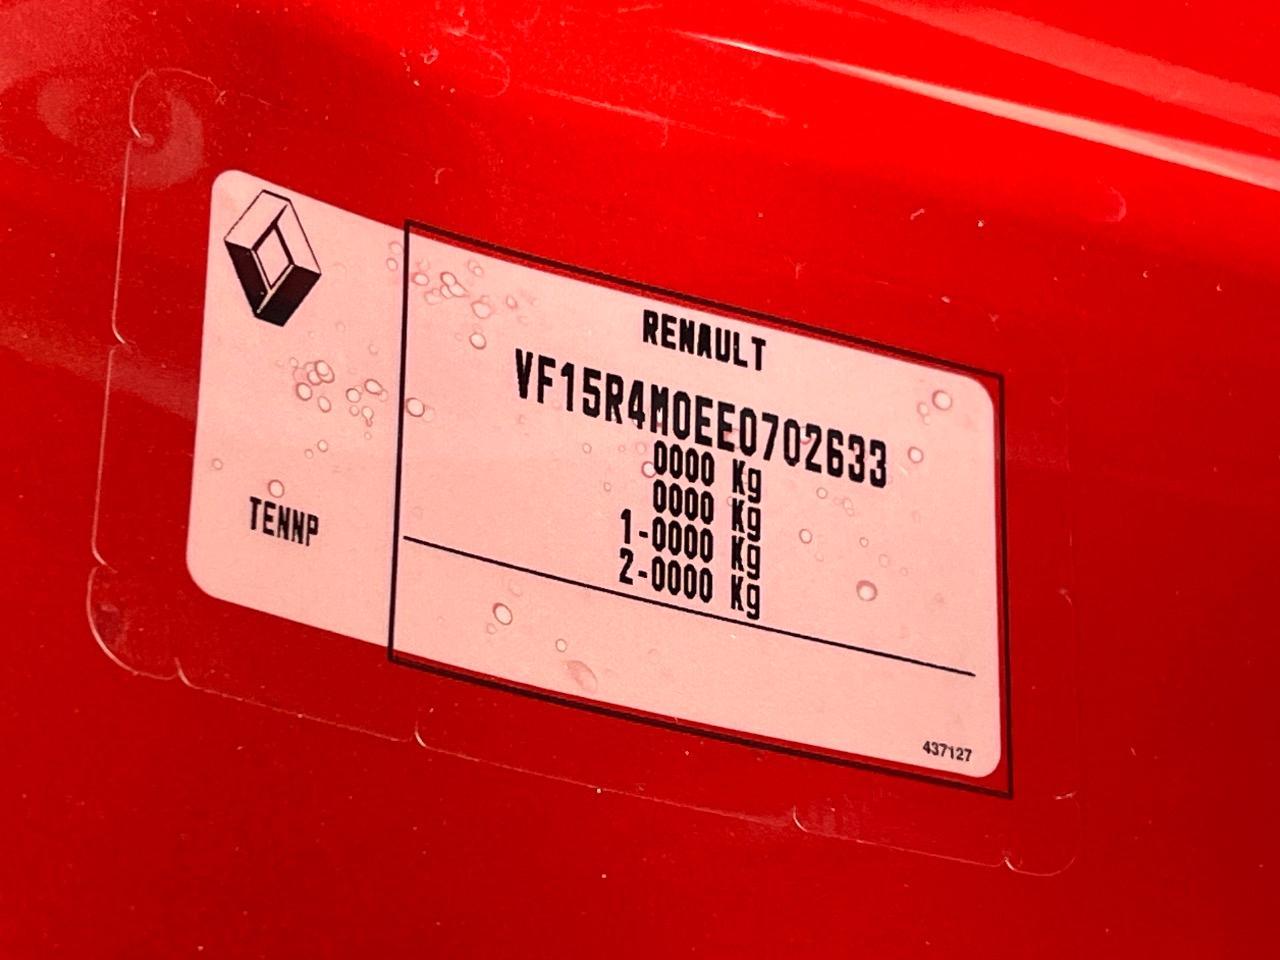 RENAULT
VF15R4M0EE0702633
0000 Kg
0000 Kg
1-0000 Kg
2-0000 Kg
TENNP
437127